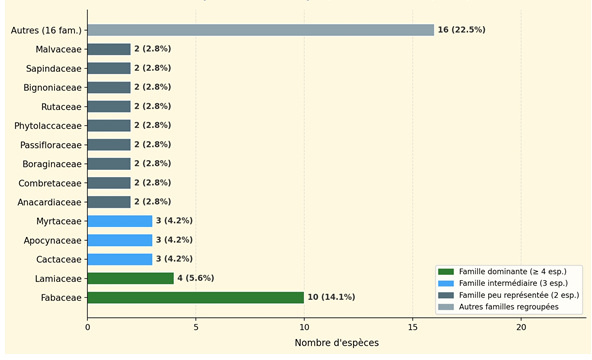 Autres (16 fam.) 16 (22.5%)
Malvaceae 2 (2.8%)
Sapindaceae 2 (2.8%)
Bignoniaceae 2 (2.8%)
Rutaceae 2 (2.8%)
Phytolaccaceae 2 (2.8%)
Passifloraceae 2 (2.8%)
Boraginaceae 2 (2.8%)
Combretaceae 2 (2.8%)
Anacardiaceae 2 (2.8%)
Myrtaceae 3 (4.2%)
Apocynaceae 3 (4.2%)
Cactaceae 3 (4.2%)
Lamiaceae 4 (5.6%)
Fabaceae 10 (14.1%)
Famille dominante (≥ 4 esp.)
Famille intermédiaire (3 esp.)
Famille peu représentée (2 esp.)
Autres familles regroupées
0 5 10 15 20
Nombre d'espèces